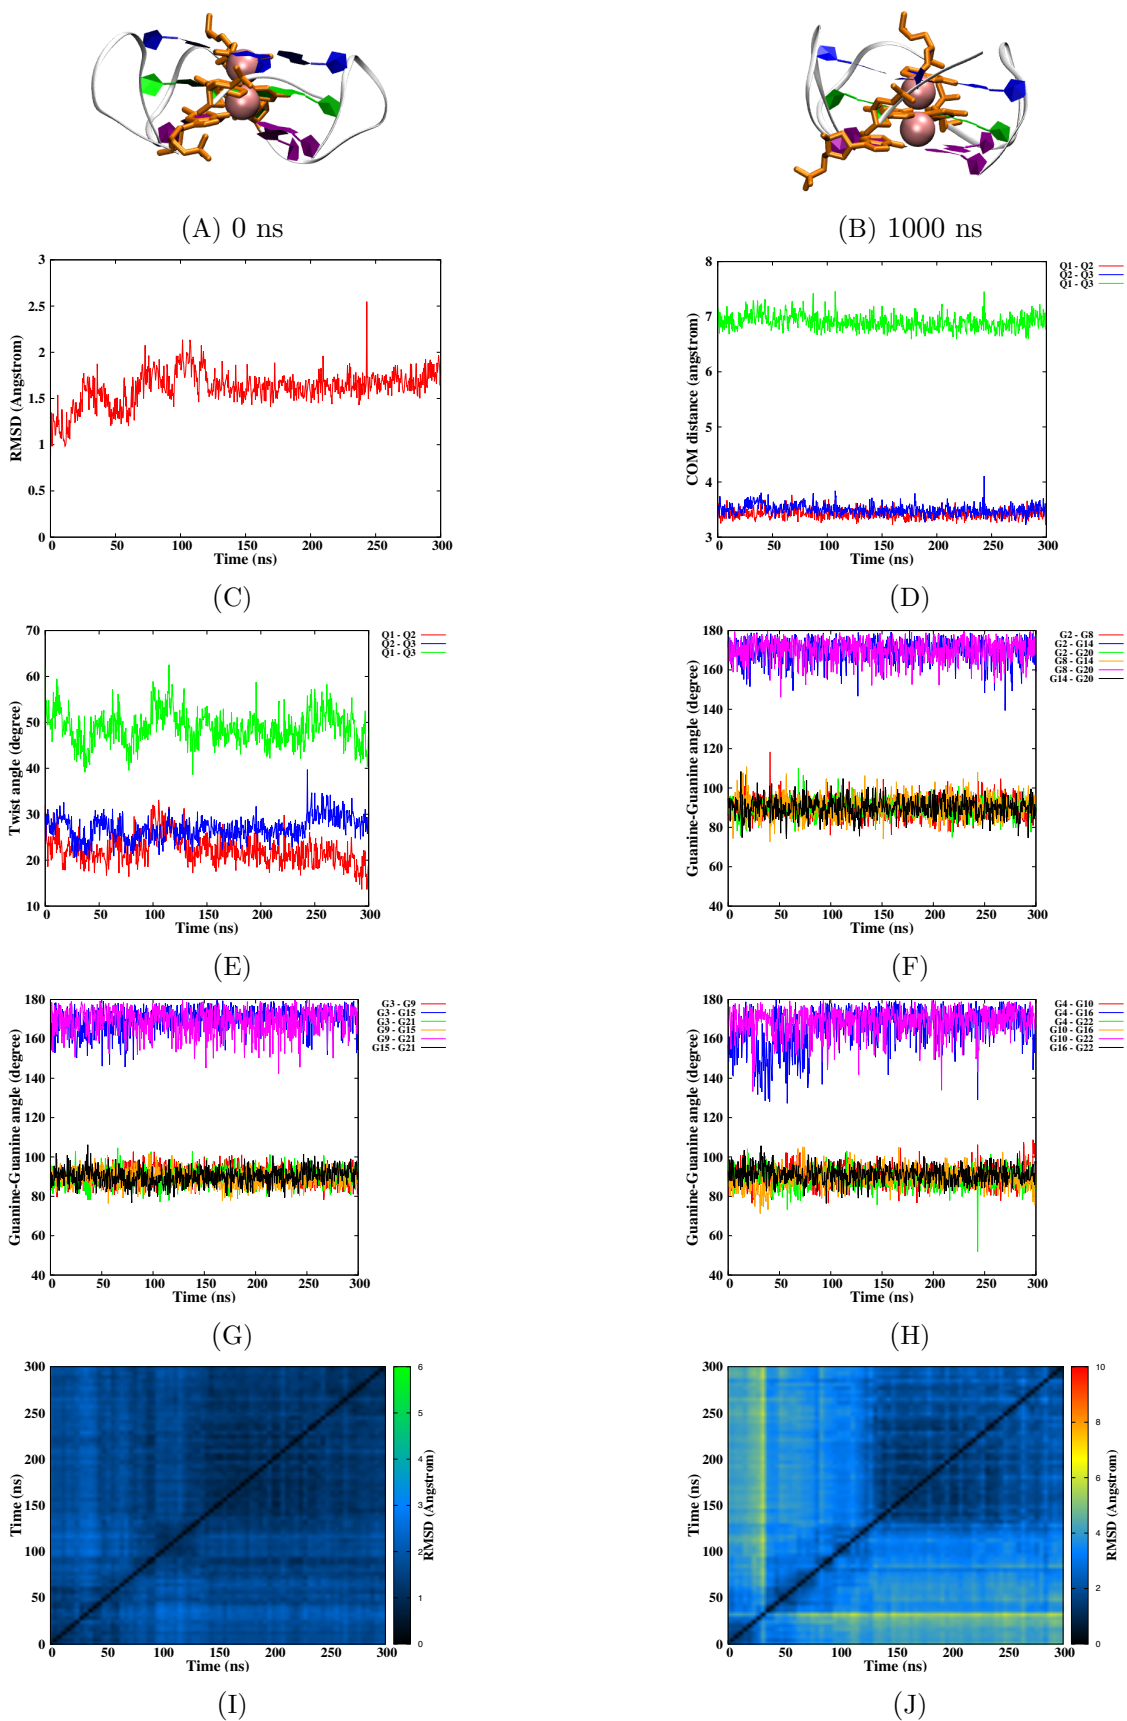 (A) 0 ns
(B) 1000 ns
3
2.5
2
1.5
1
0.5
0
0 50 100 150 200 250 300
RMSD (Angstrom)
Time (ns)
(C)
8
7
6
5
4
3
0 50 100 150 200 250 300
COM distance (angstrom)
Time (ns)
Q1 - Q2
Q2 - Q3
Q1 - Q3
(D)
70
60
50
40
30
20
10
0 50 100 150 200 250 300
Twist angle (degree)
Time (ns)
Q1 - Q2
Q2 - Q3
Q1 - Q3
(E)
180
160
140
120
100
80
60
40
0 50 100 150 200 250 300
Guanine-Guanine angle (degree)
Time (ns)
G2 - G8
G2 - G14
G2 - G20
G8 - G14
G8 - G20
G14 - G20
(F)
180
160
140
120
100
80
60
40
0 50 100 150 200 250 300
Guanine-Guanine angle (degree)
Time (ns)
G3 - G9
G3 - G15
G3 - G21
G9 - G15
G9 - G21
G15 - G21
(G)
180
160
140
120
100
80
60
40
0 50 100 150 200 250 300
Guanine-Guanine angle (degree)
Time (ns)
G4 - G10
G4 - G16
G4 - G22
G10 - G16
G10 - G22
G16 - G22
(H)
300
250
200
150
100
50
0
0 50 100 150 200 250 300
Time (ns)
Time (ns)
6
5
4
3
2
1
0
RMSD (Angstrom)
(I)
300
250
200
150
100
50
0
0 50 100 150 200 250 300
Time (ns)
Time (ns)
10
8
6
4
2
0
RMSD (Angstrom)
(J)